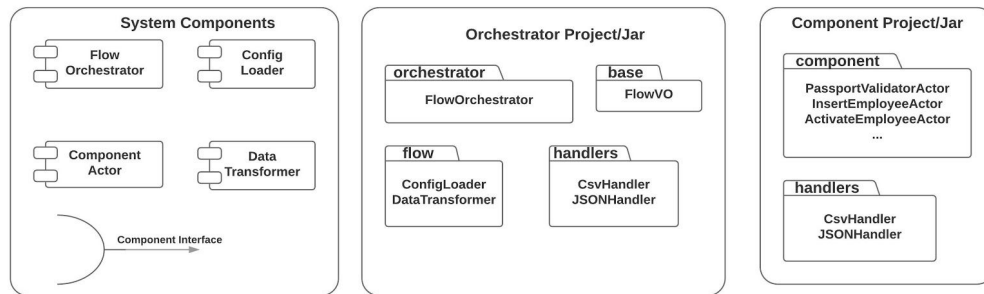 System Components
Flow
Orchestrator
Config
Loader
Component
Actor
Data
Transformer
Component Interface
Orchestrator Project/Jar
orchestrator
FlowOrchestrator
base
FlowVO
flow
ConfigLoader
DataTransformer
handlers
CsvHandler
JSONHandler
Component Project/Jar
component
PassportValidatorActor
InsertEmployeeActor
ActivateEmployeeActor
...
handlers
CsvHandler
JSONHandler